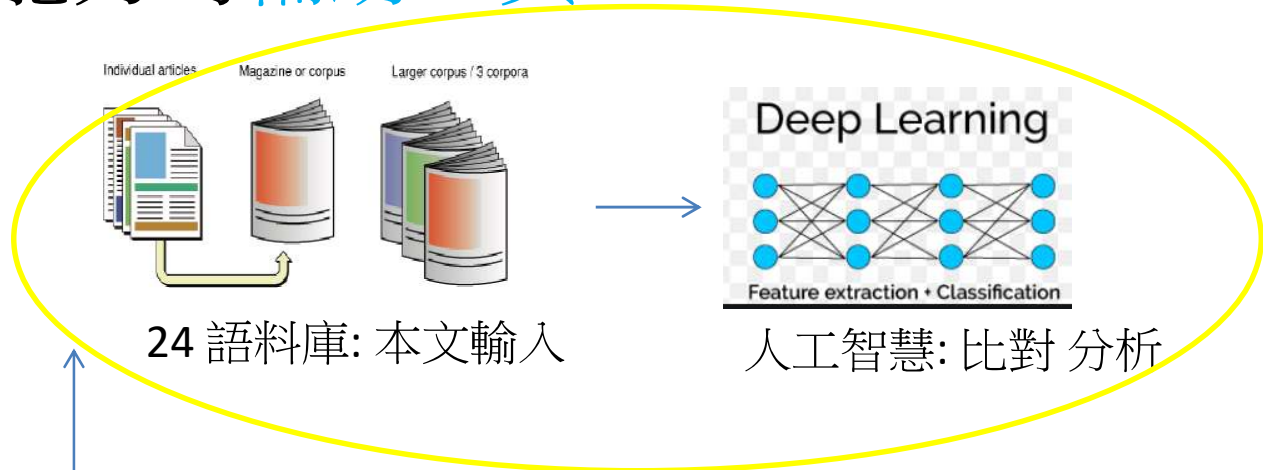 Individual articles
Magazine or corpus
Larger corpus / 3 corpora
Deep Learning
Feature extraction + Classification
24 語料庫: 本文輸入
人工智慧: 比對 分析